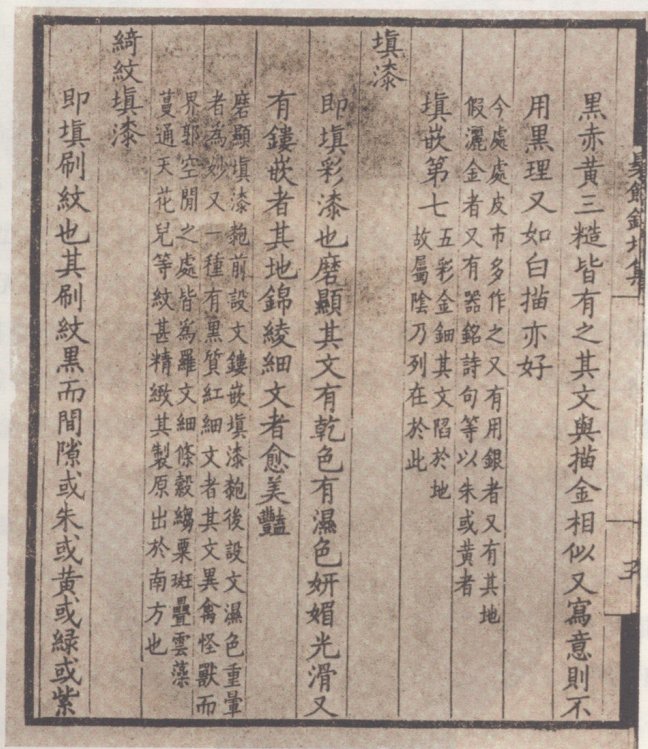 髹飾錄坤集
黑赤黃三糙皆有之其文與描金相似又寫意則不
用黑理又如白描亦好
今處處皮市多作之又有用銀者又有其地
假灑金者又有器銘詩句等以朱或黃者
填嵌第七
五彩金鈿其文陷於地
故屬陰乃列在於此
填漆
即填彩漆也磨顯其文有乾色有濕色妍媚光滑又
有鏤嵌者其地錦綾細文者愈美豔
磨顯填漆䰍前設文鏤嵌填漆䰍後設文濕色重暈
者為妙又一種有黑質紅細文者其文異禽怪獸而
界郭空閒之處皆為羅文細條縠縐粟斑疊雲藻
蔓通天花兒等紋甚精緻其製原出於南方也
綺紋填漆
即填刷紋也其刷紋黑而間隙或朱或黃或綠或紫